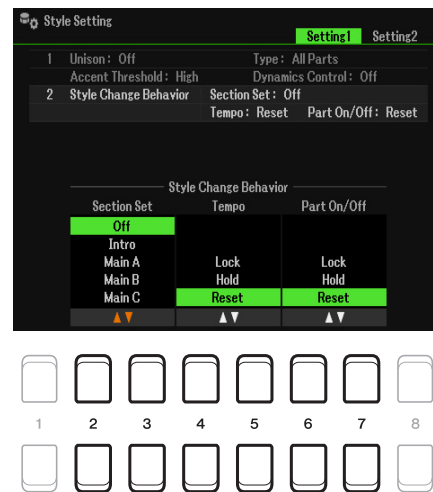 Style Setting
Setting1 Setting2
1 Unison: Off Type: All Parts
Accent Threshold: High Dynamics Control: Off
2 Style Change Behavior Section Set: Off
Tempo: Reset Part On/Off: Reset
Style Change Behavior
Section Set Tempo Part On/Off
Off
Intro
Main A Lock Lock
Main B Hold Hold
Main C Reset Reset
1 2 3 4 5 6 7 8